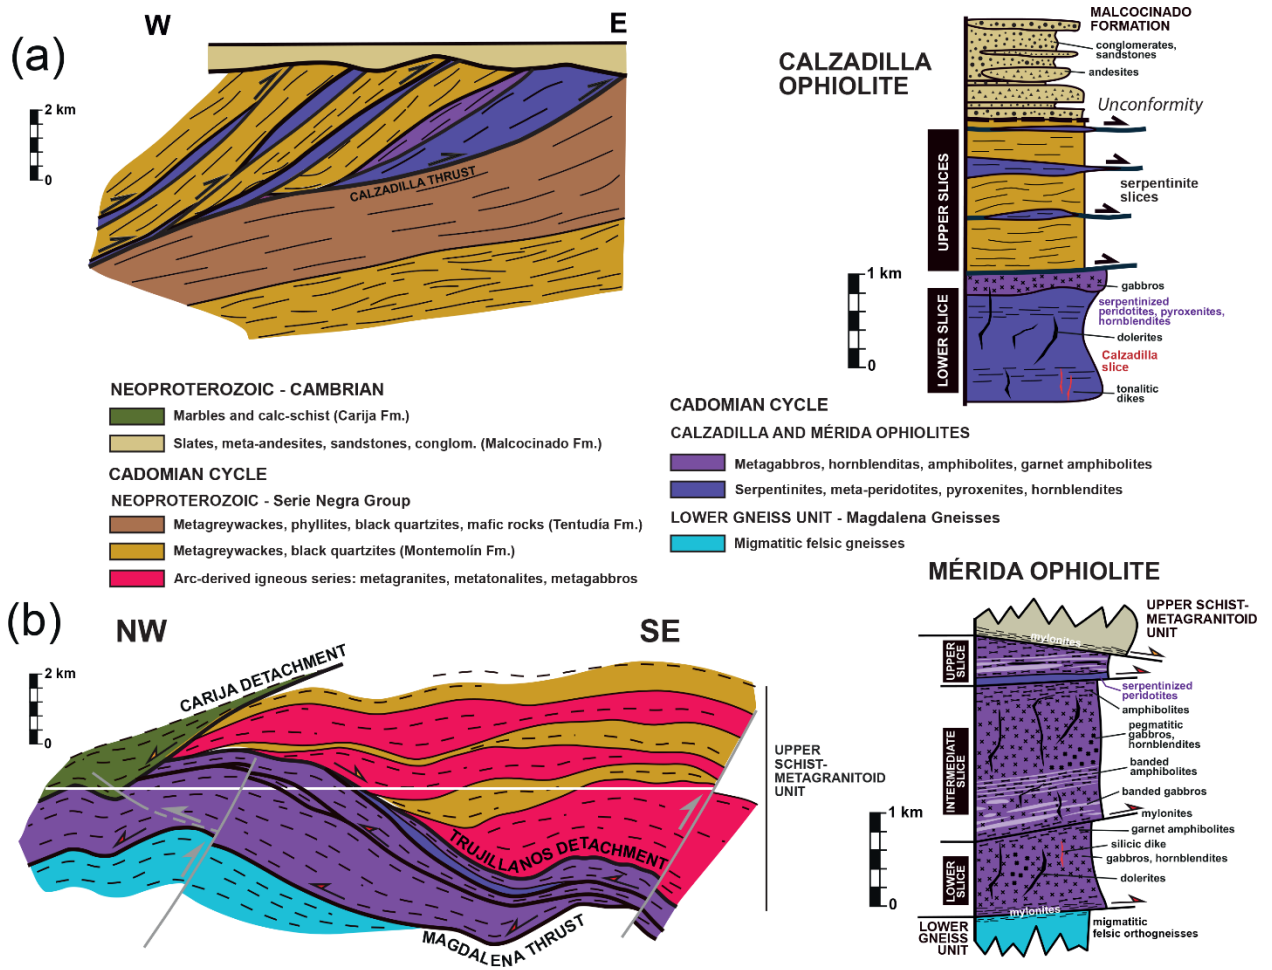 (a)
W
E
2 km
0
CALZADILLA THRUST
CALZADILLA
OPHIOLITE
MALCOCINADO
FORMATION
conglomerates,
sandstones
andesites
Unconformity
UPPER SLICES
serpentinite
slices
1 km
0
LOWER SLICE
gabbros
serpentinized
peridotites, pyroxenites,
hornblendites
dolerites
Calzadilla
slice
tonalitic
dikes
NEOPROTEROZOIC - CAMBRIAN
Marbles and calc-schist (Carija Fm.)
Slates, meta-andesites, sandstones, conglom. (Malcocinado Fm.)
CADOMIAN CYCLE
NEOPROTEROZOIC - Serie Negra Group
Metagreywackes, phyllites, black quartzites, mafic rocks (Tentudía Fm.)
Metagreywackes, black quartzites (Montemolín Fm.)
Arc-derived igneous series: metagranites, metatonalites, metagabbros
CADOMIAN CYCLE
CALZADILLA AND MÉRIDA OPHIOLITES
Metagabbros, hornblenditas, amphibolites, garnet amphibolites
Serpentinites, meta-peridotites, pyroxenites, hornblendites
LOWER GNEISS UNIT - Magdalena Gneisses
Migmatitic felsic gneisses
(b)
NW
SE
2 km
0
CARIJA DETACHMENT
TRUJILLANOS DETACHMENT
MAGDALENA THRUST
UPPER
SCHIST-
METAGRANITOID
UNIT
MÉRIDA OPHIOLITE
UPPER SCHIST-
METAGRANITOID
UNIT
mylonites
UPPER
SLICE
serpentinized
peridotites
amphibolites
pegmatitic
gabbros,
hornblendites
INTERMEDIATE
SLICE
banded
amphibolites
banded gabbros
1 km
0
mylonites
garnet amphibolites
silicic dike
gabbros, hornblendites
LOWER
SLICE
dolerites
mylonites
LOWER
GNEISS
UNIT
migmatitic
felsic orthogneisses